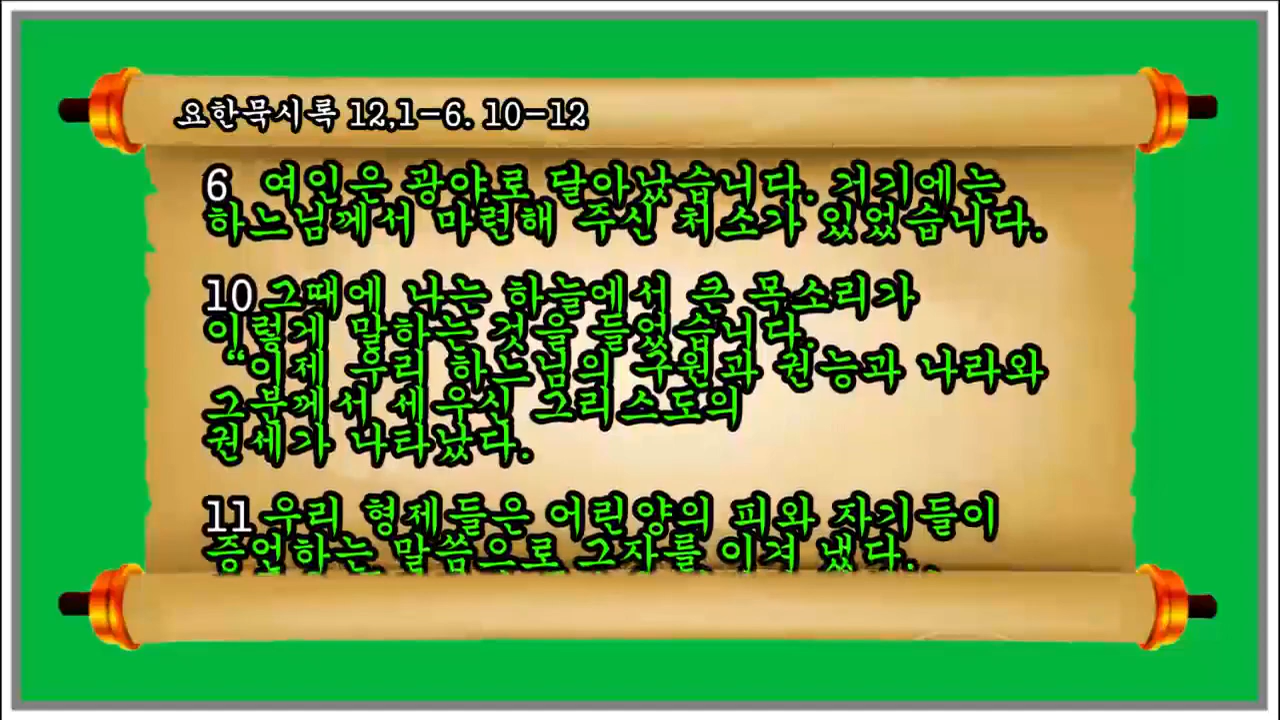 요한묵시록 12,1-6. 10-12
6 여인은 광야로 달아났습니다. 거기에는
하느님께서 마련해 주신 처소가 있었습니다.
10 그때에 나는 하늘에서 큰 목소리가
이렇게 말하는 것을 들었습니다.
“이제 우리 하느님의 구원과 권능과 나라와
그분께서 세우신 그리스도의
권세가 나타났다.
11 우리 형제들은 어린양의 피와 자기들이
증언하는 말씀으로 그자를 이겨 냈다.